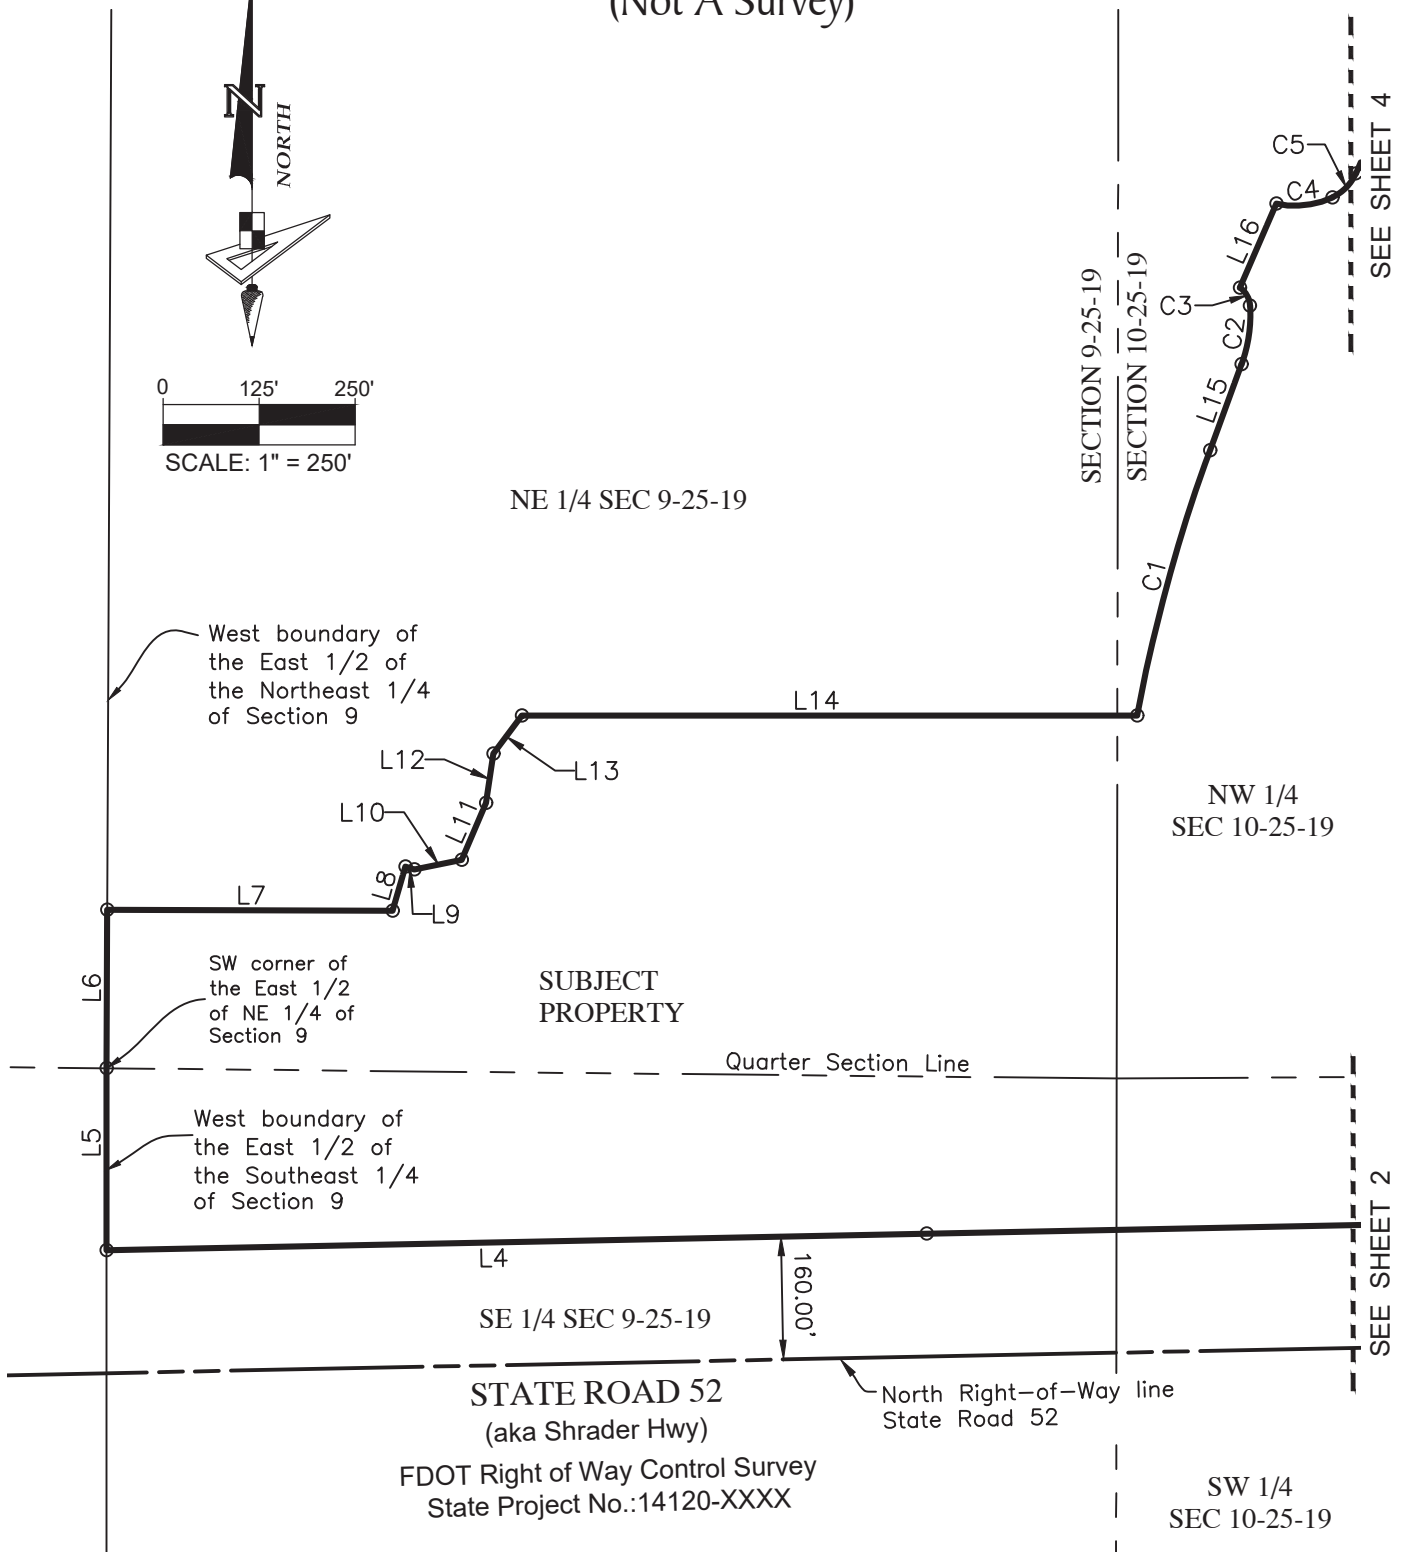 (Not A Survey)
N
NORTH
0 125' 250'
SCALE: 1" = 250'
SEE SHEET 4
C5
C4
L16
C3
C2
L15
SECTION 9-25-19
SECTION 10-25-19
NE 1/4 SEC 9-25-19
C1
West boundary of
the East 1/2 of
the Northeast 1/4
of Section 9
L14
L12
L13
L10
L11
NW 1/4
SEC 10-25-19
L8
L7
L9
L6
SW corner of
the East 1/2
of NE 1/4 of
Section 9
SUBJECT
PROPERTY
Quarter Section Line
L5
West boundary of
the East 1/2 of
the Southeast 1/4
of Section 9
L4
160.00'
SEE SHEET 2
SE 1/4 SEC 9-25-19
STATE ROAD 52
(aka Shrader Hwy)
North Right-of-Way line
State Road 52
FDOT Right of Way Control Survey
State Project No.:14120-XXXX
SW 1/4
SEC 10-25-19